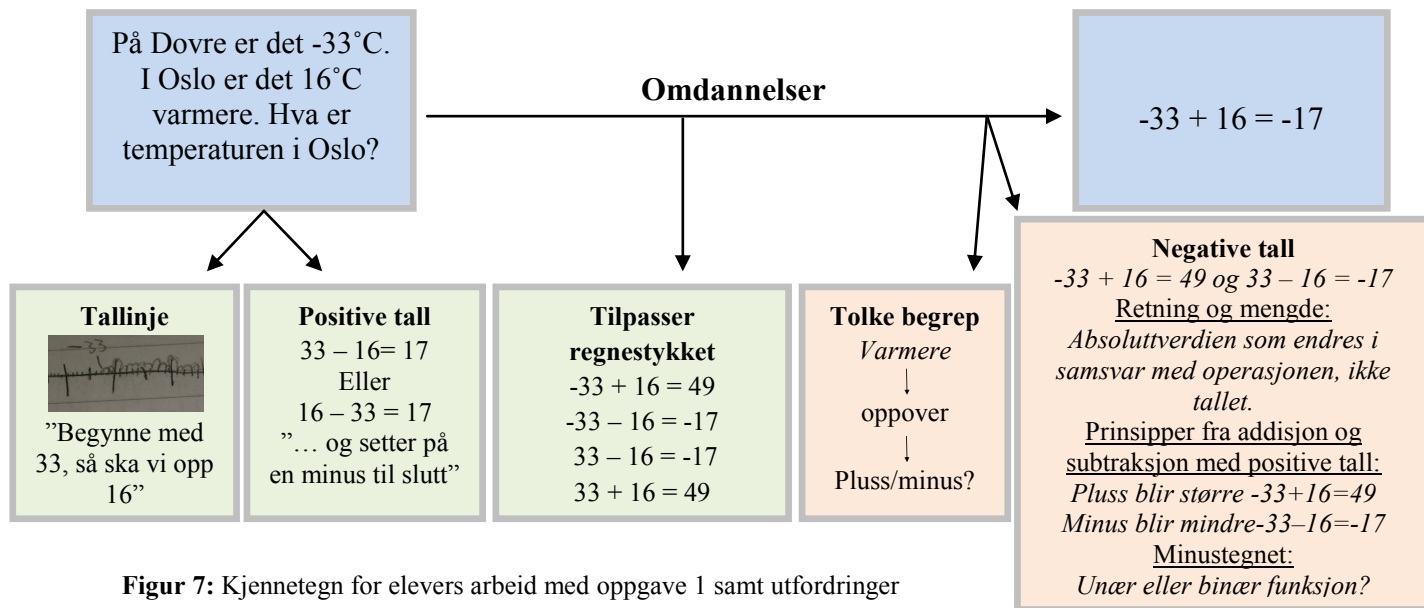 På Dovre er det -33˚C.
I Oslo er det 16˚C
varmere. Hva er
temperaturen i Oslo?
Omdannelser
-33 + 16 = -17
Tallinje
-33
”Begynne med
33, så ska vi opp
16”
Positive tall
33 – 16= 17
Eller
16 – 33 = 17
”… og setter på
en minus til slutt”
Tilpasser
regnestykket
-33 + 16 = 49
-33 – 16 = -17
33 – 16 = -17
33 + 16 = 49
Tolke begrep
Varmere
oppover
Pluss/minus?
Negative tall
-33 + 16 = 49 og 33 – 16 = -17
Retning og mengde:
Absoluttverdien som endres i
samsvar med operasjonen, ikke
tallet.
Prinsipper fra addisjon og
subtraksjon med positive tall:
Pluss blir større -33+16=49
Minus blir mindre-33–16=-17
Minustegnet:
Unær eller binær funksjon?
Figur 7: Kjennetegn for elevers arbeid med oppgave 1 samt utfordringer